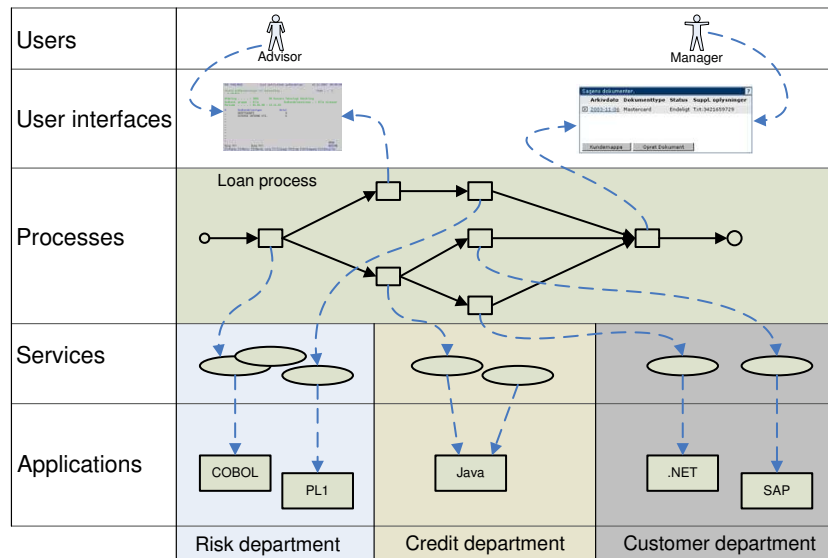 Users
Advisor
Manager
User interfaces
Sagens dokumenter. ?
Arkivdato Dokumenttype Status Suppl. oplysninger
2003-11-06 MasterCard Endeligt
Kundemappe Opret Dokument
Processes
Loan process
Services
Applications
COBOL
PL1
Java
.NET
SAP
Risk department
Credit department
Customer department